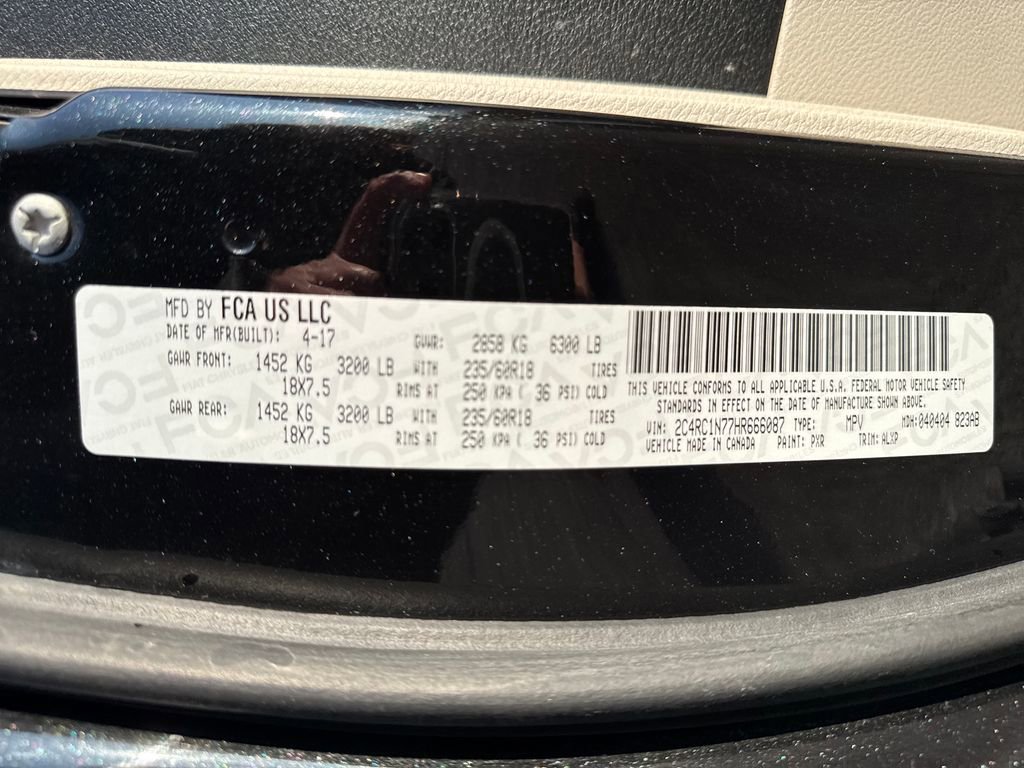 MFD BY FCA US LLC
DATE OF MFR(BUILT): 4-17 GVWR: 2858 KG 6300 LB
GAWR FRONT: 1452 KG 3200 LB WITH 235/60R18 TIRES
18X7.5 RIMS AT 250 KPA ( 36 PSI) COLD
GAWR REAR: 1452 KG 3200 LB WITH 235/60R18 TIRES
18X7.5 RIMS AT 250 KPA ( 36 PSI) COLD
THIS VEHICLE CONFORMS TO ALL APPLICABLE U.S.A. FEDERAL MOTOR VEHICLE SAFETY
STANDARDS IN EFFECT ON THE DATE OF MANUFACTURE SHOWN ABOVE.
VIN: 2C4RC1N77HR666087 TYPE: MPV MDH:040404 823AB
VEHICLE MADE IN CANADA PAINT: PXR TRIM: ALXP